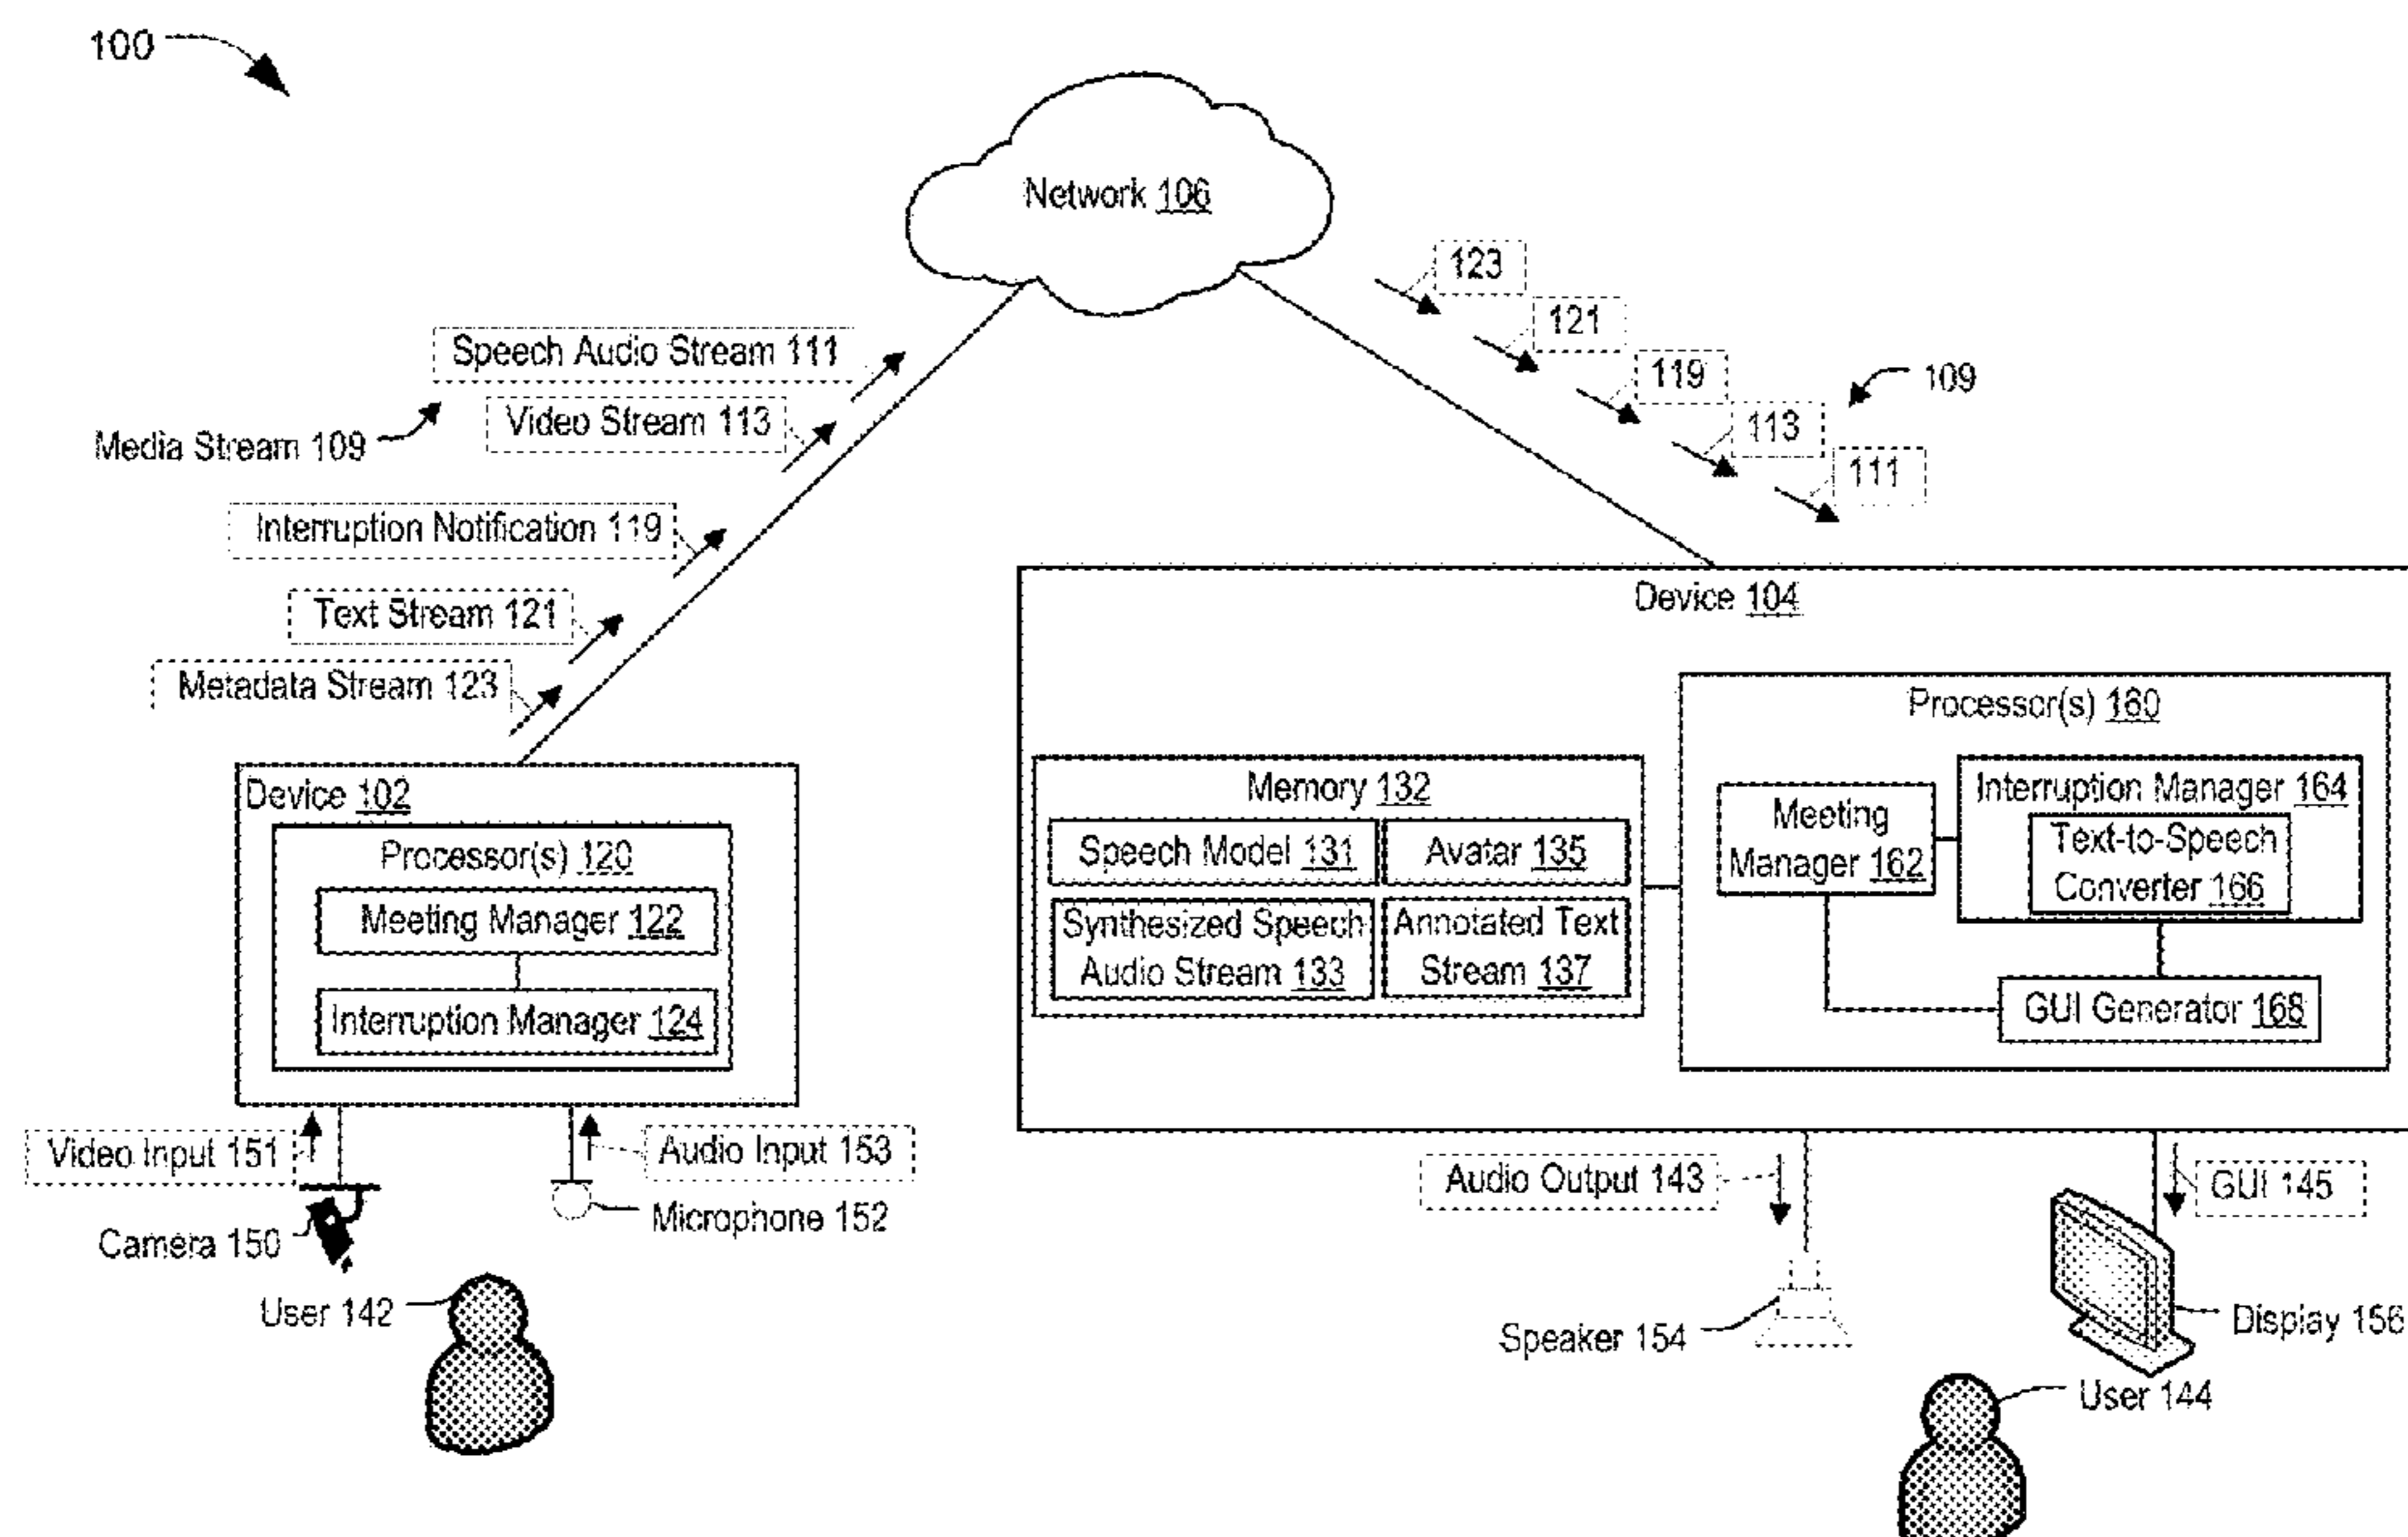 100
Network 106
123
121
119
113
109
111
Speech Audio Stream 111
Video Stream 113
Media Stream 109
Interruption Notification 119
Text Stream 121
Metadata Stream 123
Device 102
Processor(s) 120
Meeting Manager 122
Interruption Manager 124
Video Input 151
Audio Input 153
Camera 150
Microphone 152
User 142
Device 104
Memory 132
Speech Model 131
Avatar 135
Synthesized Speech
Audio Stream 133
Annotated Text
Stream 137
Processor(s) 160
Meeting
Manager 162
Interruption Manager 164
Text-to-Speech
Converter 166
GUI Generator 168
Audio Output 143
GUI 145
Speaker 154
Display 156
User 144